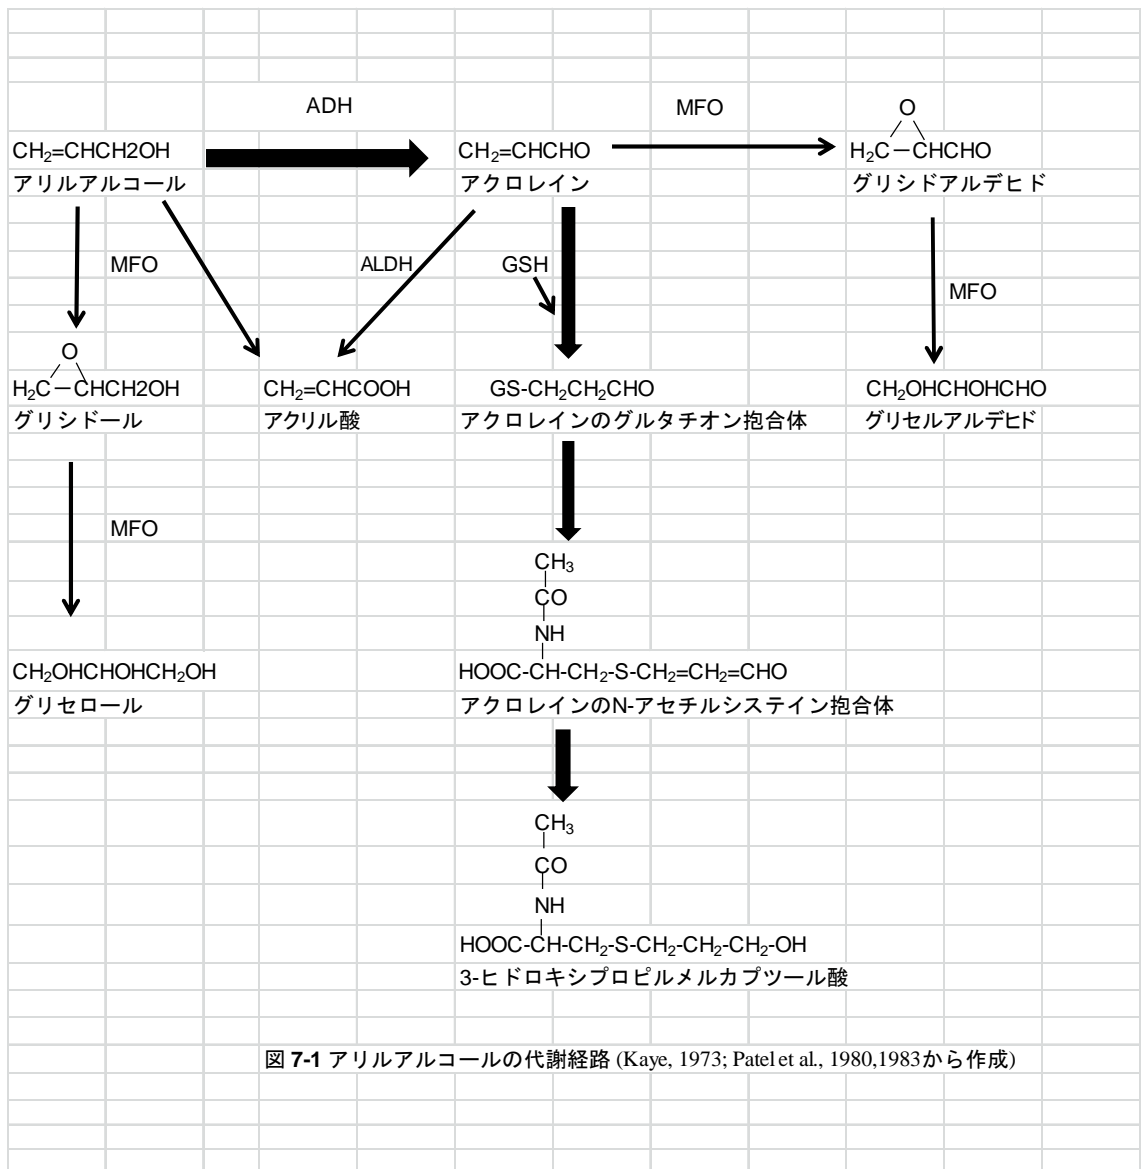 ADH
MFO
O
CH₂=CHCH2OH
CH₂=CHCHO
H₂C－CHCHO
アリルアルコール
アクロレイン
グリシドアルデヒド
MFO
ALDH
GSH
MFO
O
H₂C－CHCH2OH
CH₂=CHCOOH
GS-CH₂CH₂CHO
CH₂OHCHOHCHO
グリシドール
アクリル酸
アクロレインのグルタチオン抱合体
グリセルアルデヒド
MFO
CH₃
CO
NH
CH₂OHCHOHCH₂OH
HOOC-CH-CH₂-S-CH₂=CH₂=CHO
グリセロール
アクロレインのN-アセチルシステイン抱合体
CH₃
CO
NH
HOOC-CH-CH₂-S-CH₂-CH₂-CH₂-OH
3-ヒドロキシプロピルメルカプツール酸
図 7-1 アリルアルコールの代謝経路 (Kaye, 1973; Patel et al., 1980,1983から作成)